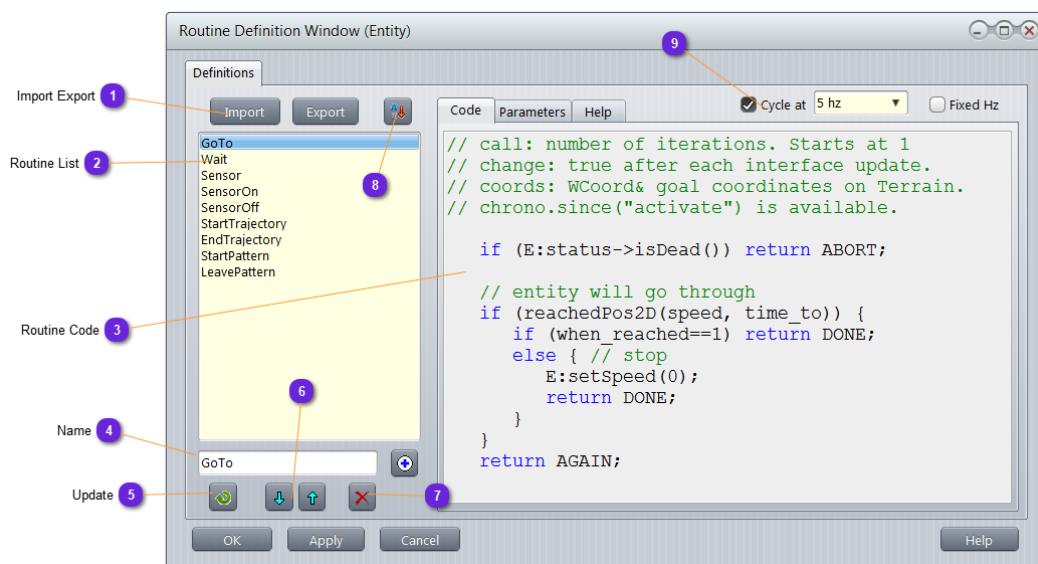 Routine Definition Window (Entity)
9
Definitions
Import Export 1
Import
Export
Code
Parameters
Help
Cycle at
5 hz
Fixed Hz
GoTo
Routine List 2
Wait
8
Sensor
SensorOn
SensorOff
StartTrajectory
EndTrajectory
StartPattern
LeavePattern
// call: number of iterations. Starts at 1
// change: true after each interface update.
// coords: WCoord& goal coordinates on Terrain.
// chrono.since("activate") is available.
if (E:status->isDead()) return ABORT;
// entity will go through
if (reachedPos2D(speed, time_to)) {
if (when_reached==1) return DONE;
else { // stop
E:setSpeed(0);
return DONE;
}
}
return AGAIN;
Routine Code 3
6
Name 4
GoTo
Update 5
7
OK
Apply
Cancel
Help